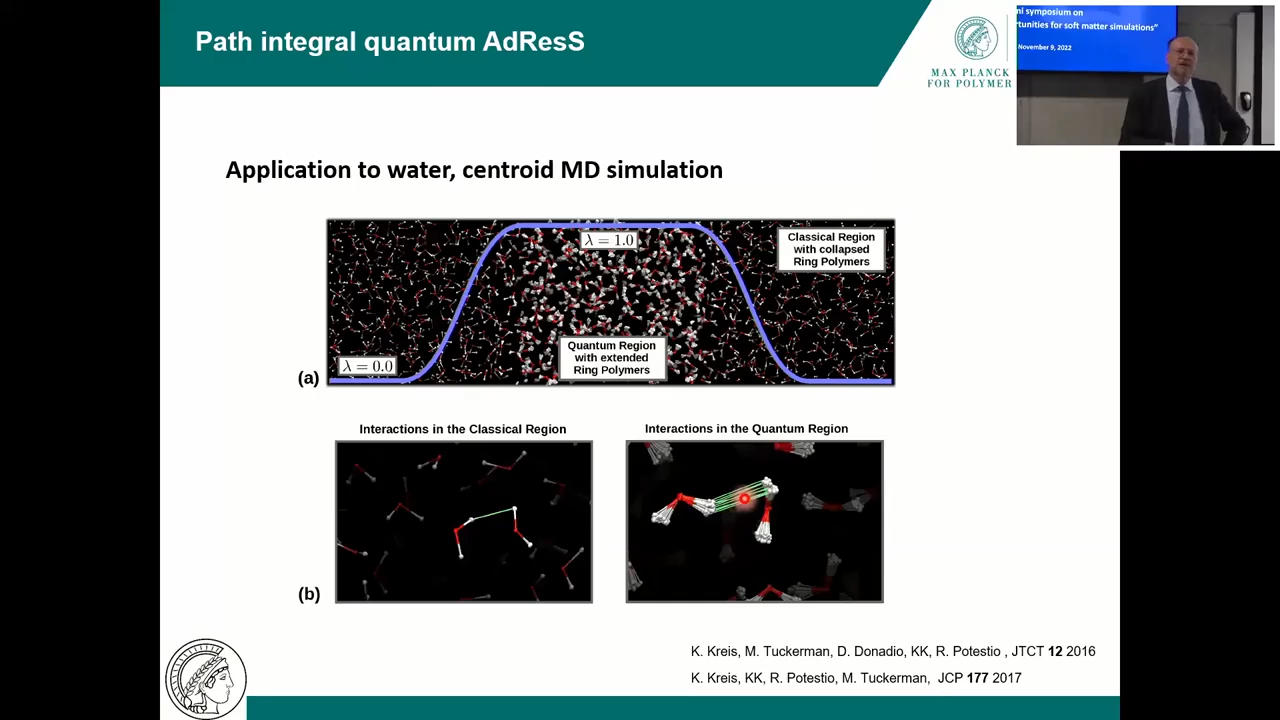 Path integral quantum AdResS
MAX PLANCK
FOR POLYMER
ni symposium on
rtunities for soft matter simulations"
November 9, 2022
Application to water, centroid MD simulation
λ = 1.0
Classical Region
with collapsed
Ring Polymers
Quantum Region
with extended
Ring Polymers
λ = 0.0
(a)
Interactions in the Classical Region
Interactions in the Quantum Region
(b)
K. Kreis, M. Tuckerman, D. Donadio, KK, R. Potestio , JTCT 12 2016
K. Kreis, KK, R. Potestio, M. Tuckerman, JCP 177 2017